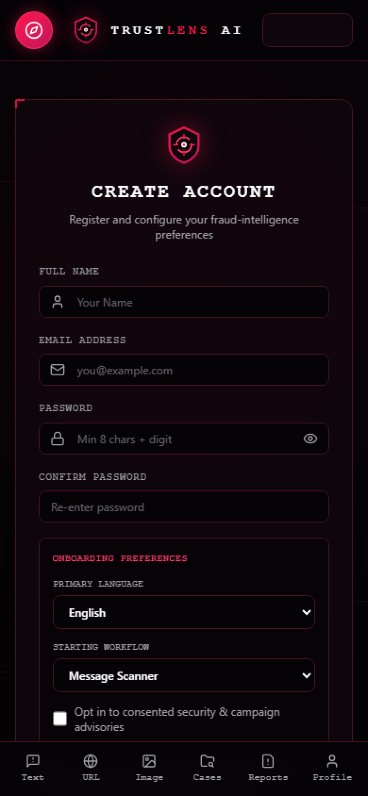 TRUSTLENS AI
CREATE ACCOUNT
Register and configure your fraud-intelligence
preferences
FULL NAME
Your Name
EMAIL ADDRESS
you@example.com
PASSWORD
Min 8 chars + digit
CONFIRM PASSWORD
Re-enter password
ONBOARDING PREFERENCES
PRIMARY LANGUAGE
English
STARTING WORKFLOW
Message Scanner
Opt in to consented security & campaign
advisories
Text URL Image Cases Reports Profile